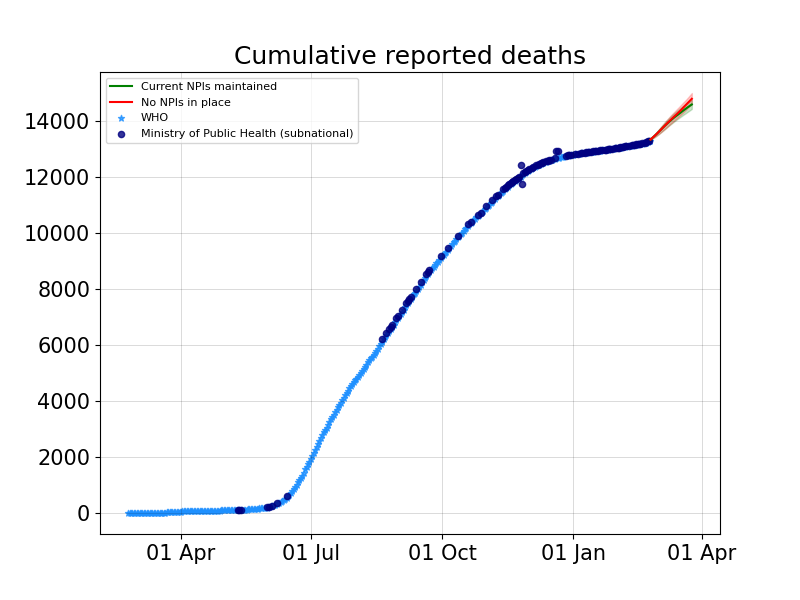 Cumulative reported deaths
Current NPIs maintained
No NPIs in place
WHO
Ministry of Public Health (subnational)
14000
12000
10000
8000
6000
4000
2000
0
01 Apr
01 Jul
01 Oct
01 Jan
01 Apr